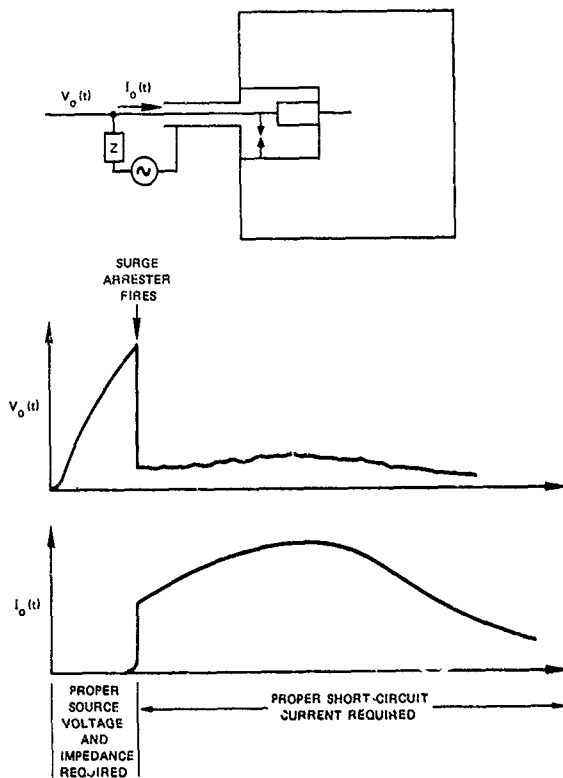 V₀(t)
I₀(t)
Z
SURGE
ARRESTER
FIRES
V₀(t)
I₀(t)
PROPER
SOURCE
VOLTAGE
AND
IMPEDANCE
REQUIRED
PROPER SHORT-CIRCUIT
CURRENT REQUIRED